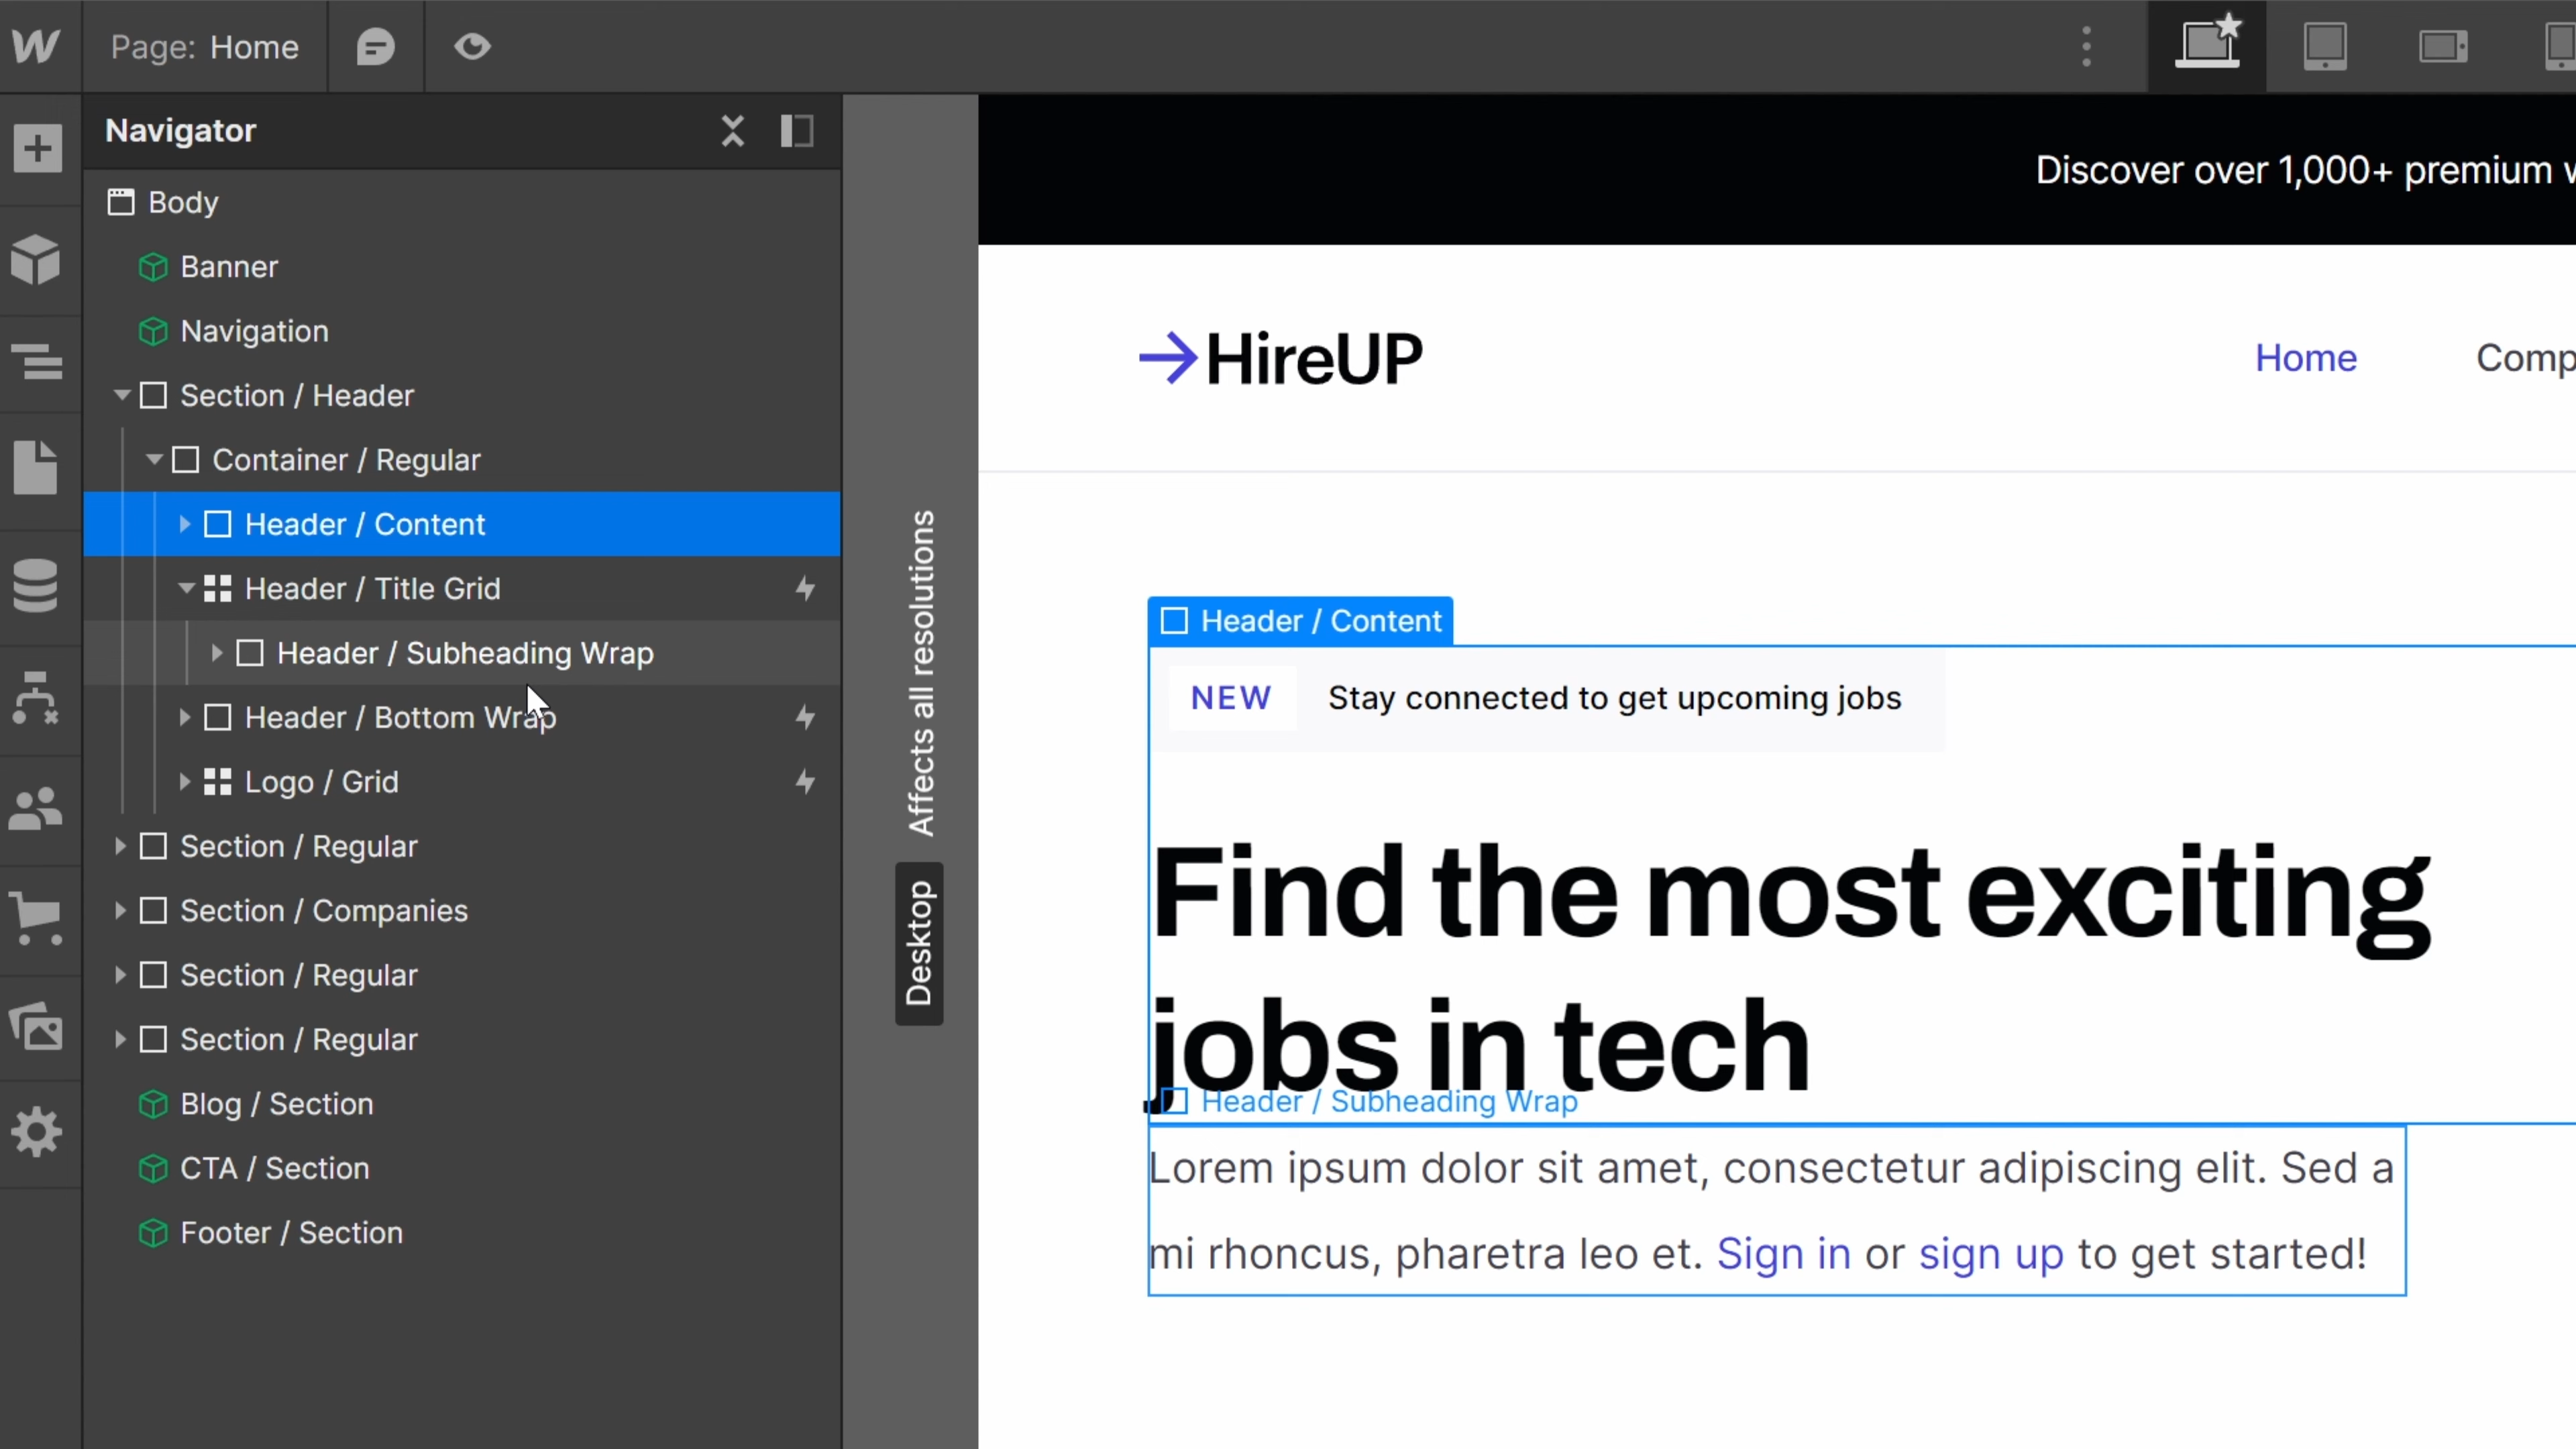 Page: Home
Navigator
Body
Banner
Navigation
Section / Header
Container / Regular
Header / Content
Header / Title Grid
Header / Subheading Wrap
Header / Bottom Wrap
Logo / Grid
Section / Regular
Section / Companies
Section / Regular
Section / Regular
Blog / Section
CTA / Section
Footer / Section
Affects all resolutions
Desktop
Discover over 1,000+ premium
HireUP
Home
Header / Content
NEW Stay connected to get upcoming jobs
Find the most exciting
jobs in tech
Header / Subheading Wrap
Lorem ipsum dolor sit amet, consectetur adipiscing elit. Sed a
mi rhoncus, pharetra leo et. Sign in or sign up to get started!